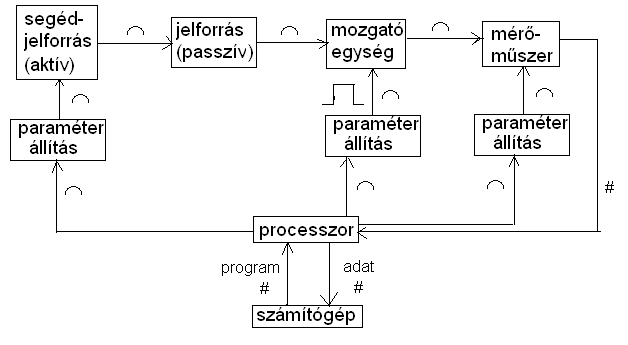 segéd-
jelforrás
(aktív)
jelforrás
(passzív)
mozgató
egység
mérő-
műszer
paraméter
állítás
paraméter
állítás
paraméter
állítás
#
processzor
program
#
adat
#
számítógép